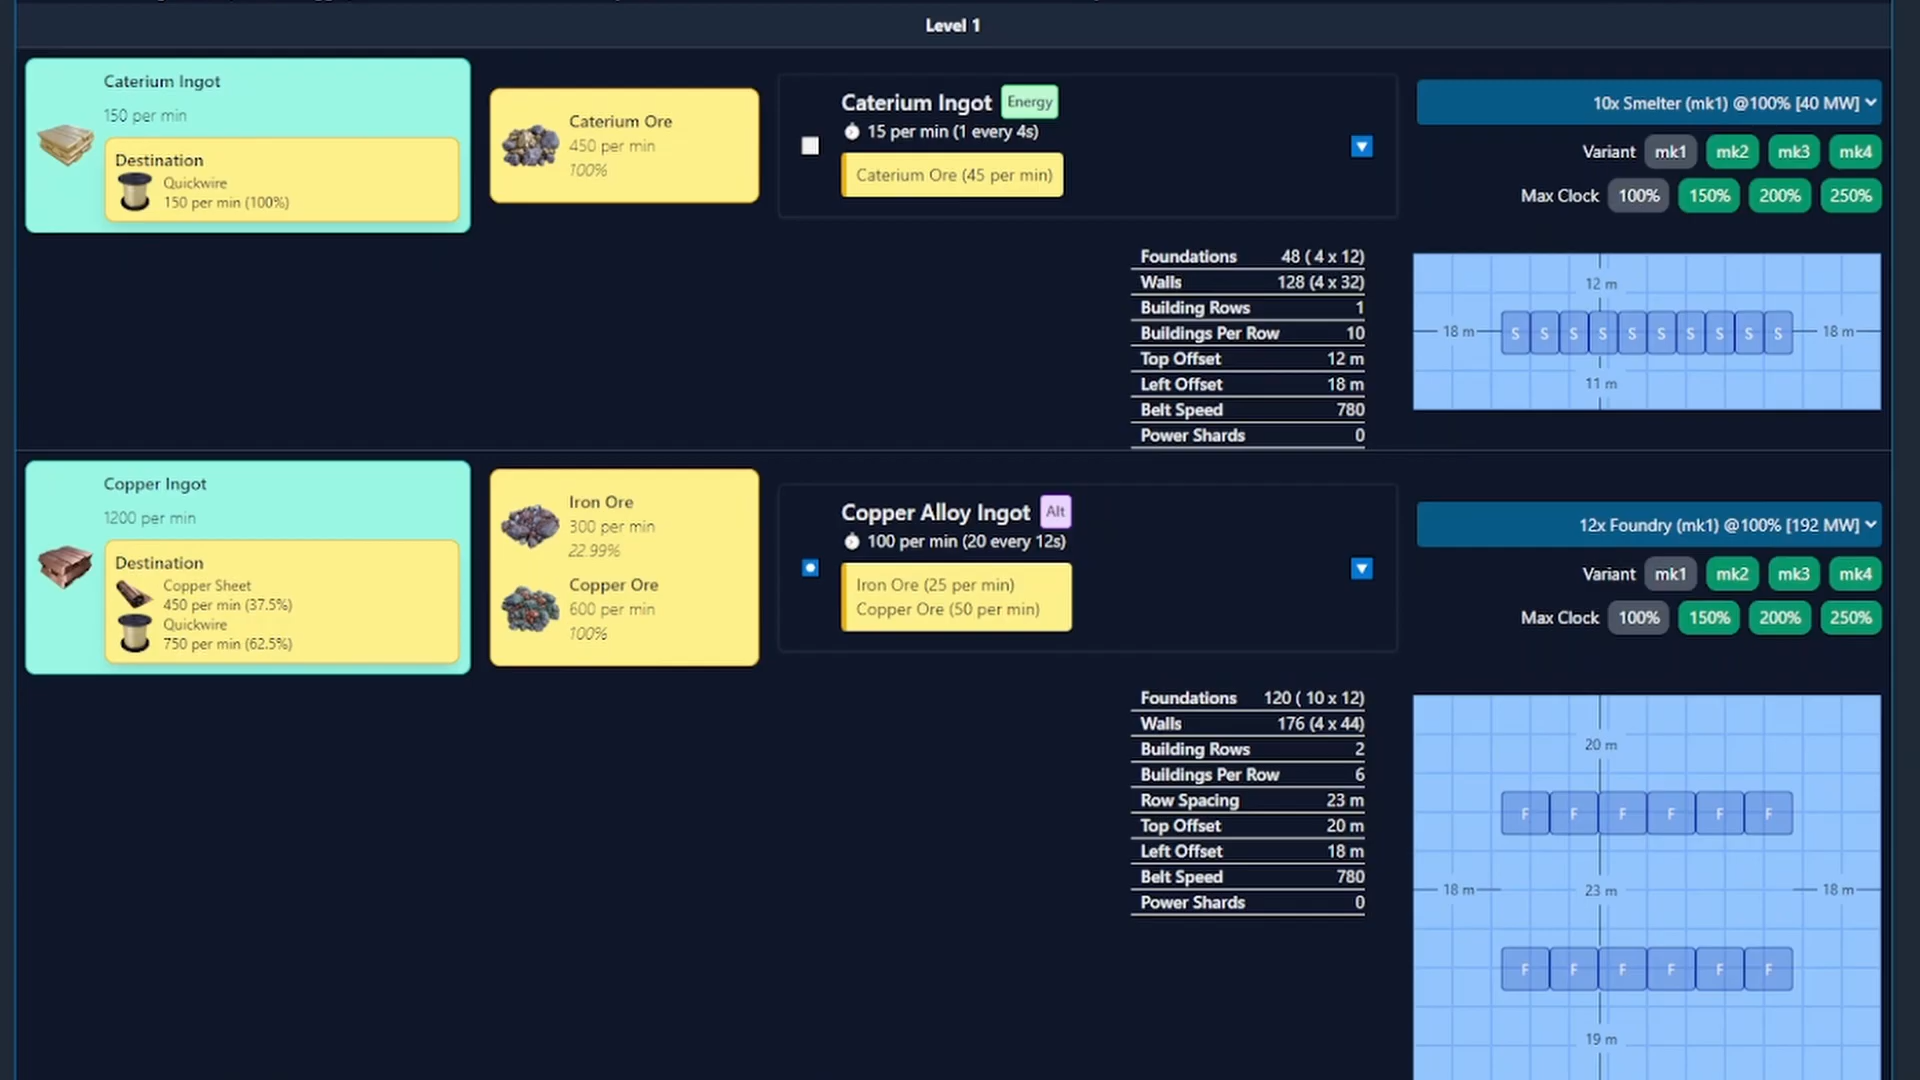 Level 1
Caterium Ingot
150 per min
Destination
Quickwire
150 per min (100%)
Caterium Ore
450 per min
100%
Caterium Ingot Energy
15 per min (1 every 4s)
Caterium Ore (45 per min)
10x Smelter (mk1) @100% [40 MW]
Variant mk1 mk2 mk3 mk4
Max Clock 100% 150% 200% 250%
Foundations 48 ( 4 x 12)
Walls 128 (4 x 32)
Building Rows 1
Buildings Per Row 10
Top Offset 12 m
Left Offset 18 m
Belt Speed 780
Power Shards 0
12 m
18 m S S S S S S S S S S 18 m
11 m
Copper Ingot
1200 per min
Destination
Copper Sheet
450 per min (37.5%)
Quickwire
750 per min (62.5%)
Iron Ore
300 per min
22.99%
Copper Ore
600 per min
100%
Copper Alloy Ingot Alt
100 per min (20 every 12s)
Iron Ore (25 per min)
Copper Ore (50 per min)
12x Foundry (mk1) @100% [192 MW]
Variant mk1 mk2 mk3 mk4
Max Clock 100% 150% 200% 250%
Foundations 120 ( 10 x 12)
Walls 176 (4 x 44)
Building Rows 2
Buildings Per Row 6
Row Spacing 23 m
Top Offset 20 m
Left Offset 18 m
Belt Speed 780
Power Shards 0
20 m
F F F F F F
18 m 23 m 18 m
F F F F F F
19 m